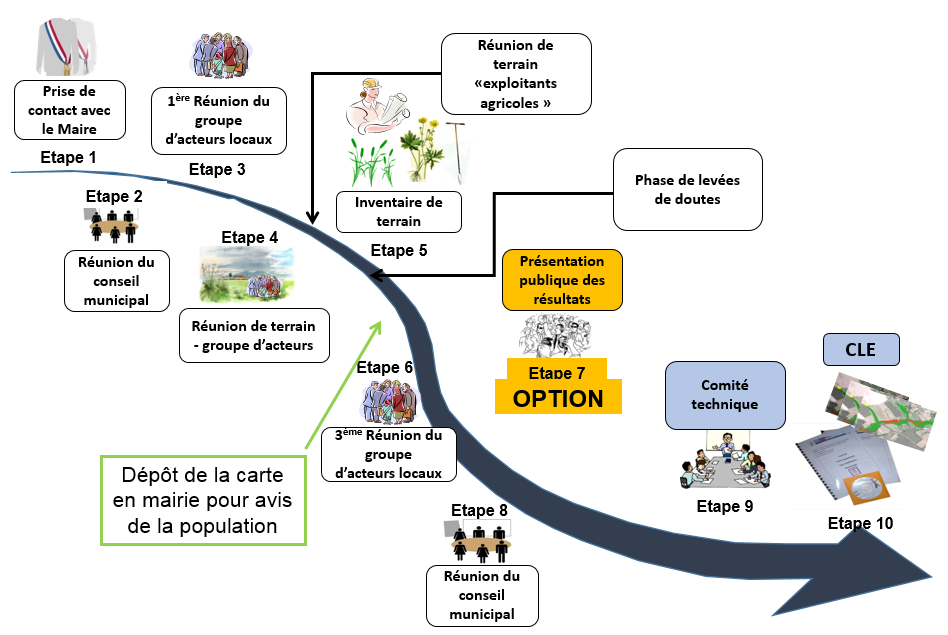 Prise de
contact avec
le Maire
Etape 1
1ère Réunion du
groupe
d'acteurs locaux
Etape 3
Réunion de
terrain
«exploitants
agricoles »
Etape 2
Réunion du
conseil
municipal
Etape 4
Réunion de terrain
- groupe d'acteurs
Inventaire de
terrain
Etape 5
Phase de levées
de doutes
Présentation
publique des
résultats
Etape 7
OPTION
Etape 6
3ème Réunion du
groupe
d'acteurs locaux
Dépôt de la carte
en mairie pour avis
de la population
Etape 8
Réunion du
conseil
municipal
Comité
technique
Etape 9
CLE
Etape 10